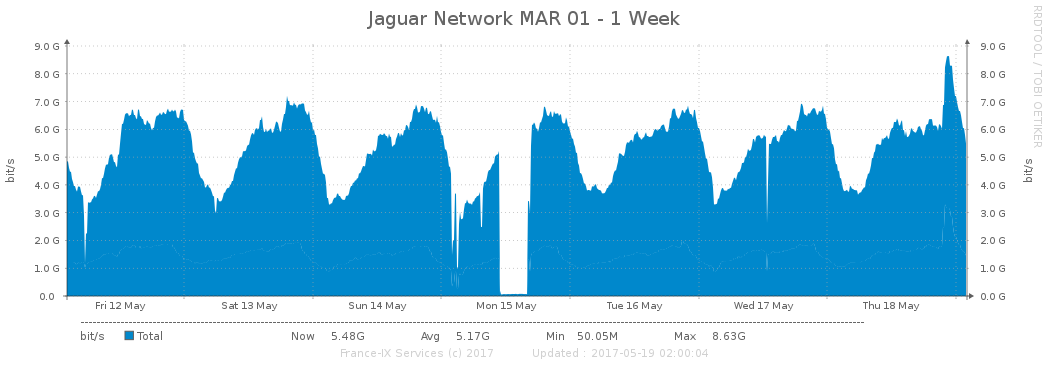 Jaguar Network MAR 01 - 1 Week
RRDTOOL / TOBI OETIKER
bit/s
9.0 G
8.0 G
7.0 G
6.0 G
5.0 G
4.0 G
3.0 G
2.0 G
1.0 G
0.0
9.0 G
8.0 G
7.0 G
6.0 G
5.0 G
4.0 G
3.0 G
2.0 G
1.0 G
0.0 G
bit/s
Fri 12 May Sat 13 May Sun 14 May Mon 15 May Tue 16 May Wed 17 May Thu 18 May
bit/s Total Now 5.48G Avg 5.17G Min 50.05M Max 8.63G
France-IX Services (c) 2017 Updated : 2017-05-19 02:00:04